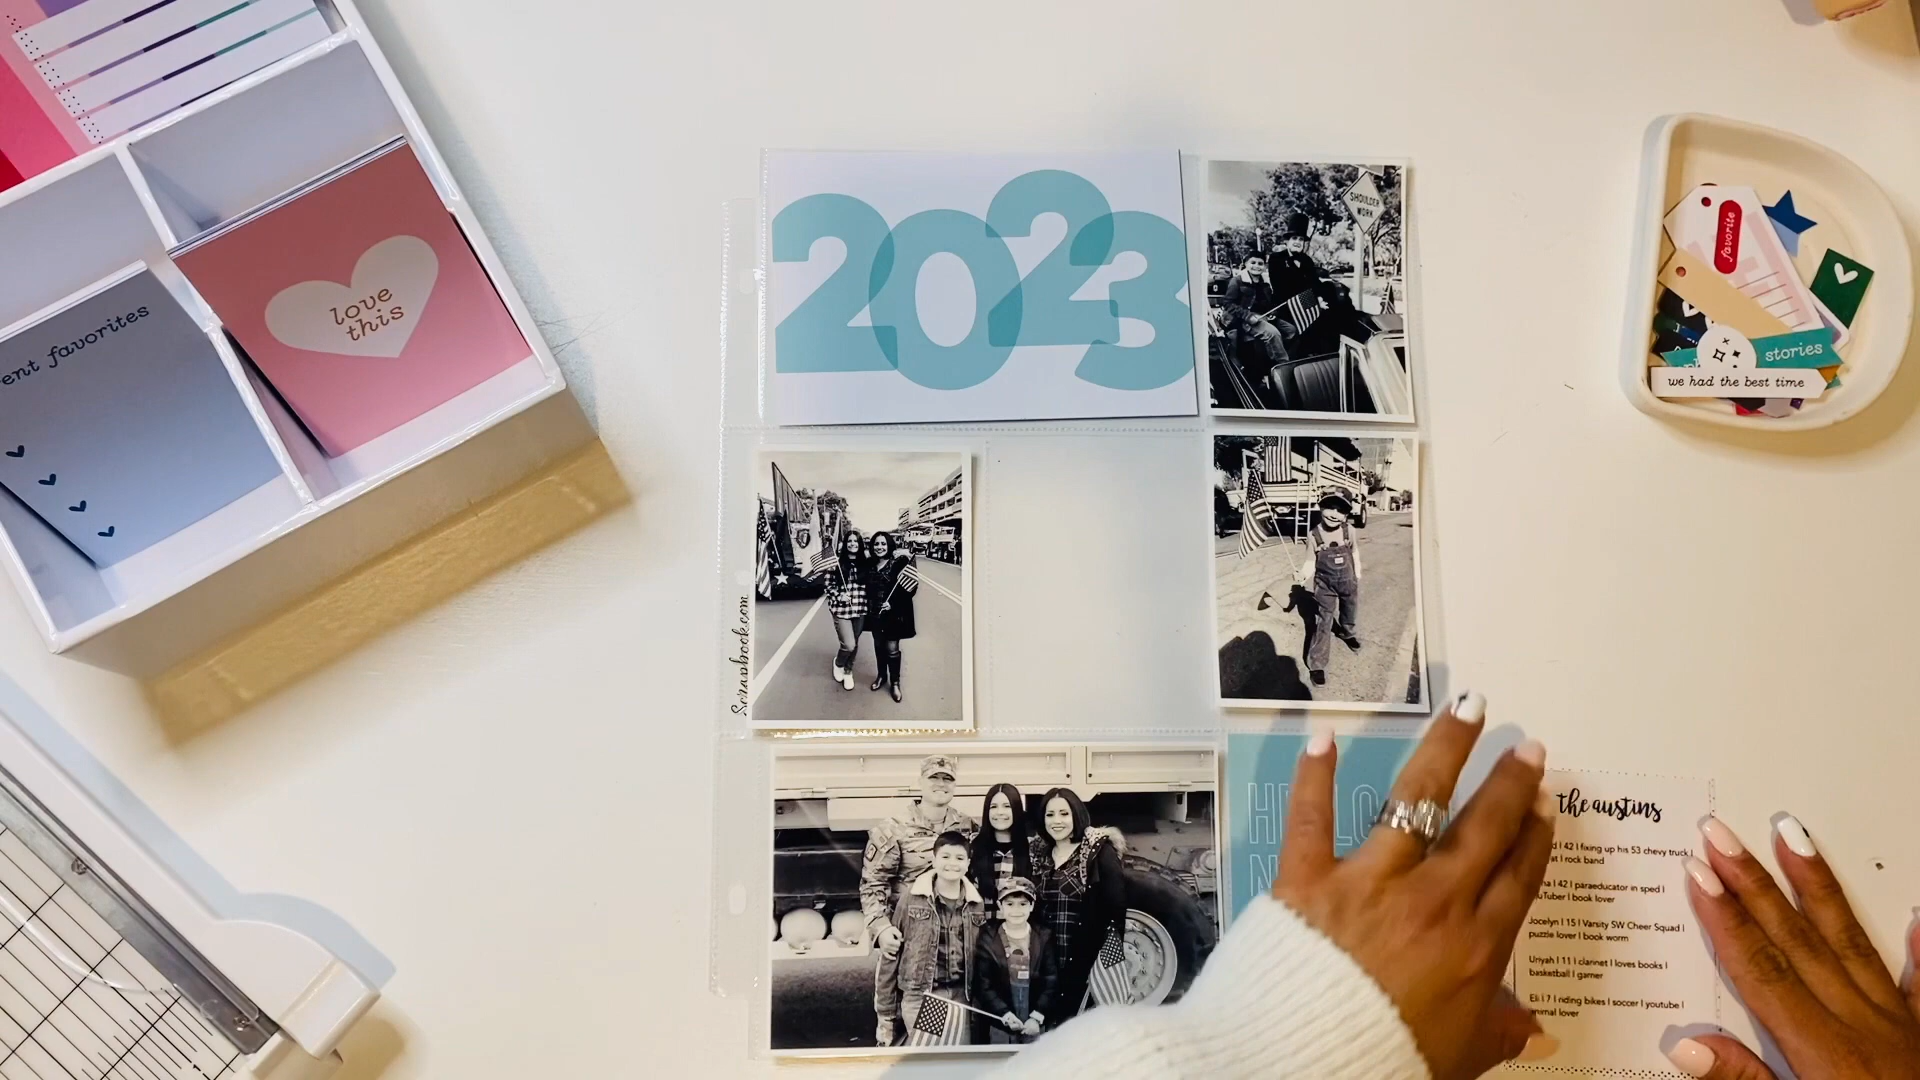 ent favorites
love
this
2023
SHOULDER
WORK
favorite
stories
we had the best time
Scrapbook.com
HELLO
the austins
42 | fixing up his 53 chevy truck |
rock band
42 | paraeducator in sped |
YouTuber | book lover
Jocelyn | 15 | Varsity SW Cheer Squad |
puzzle lover | book worm
Uriyah | 11 | clarinet | loves books |
basketball | gamer
Eli | 7 | riding bikes | soccer | youtube |
animal lover